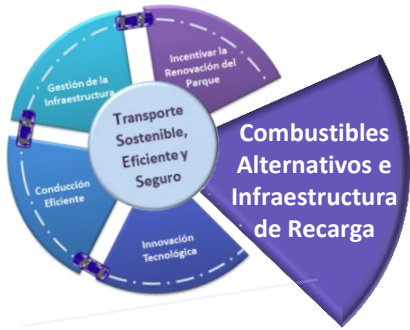 Gestión de la
Infraestructura
Incentivar la
Renovación del
Parque
Transporte
Sostenible,
Eficiente y
Seguro
Combustibles
Alternativos e
Infraestructura
de Recarga
Conducción
Eficiente
Innovación
Tecnológica